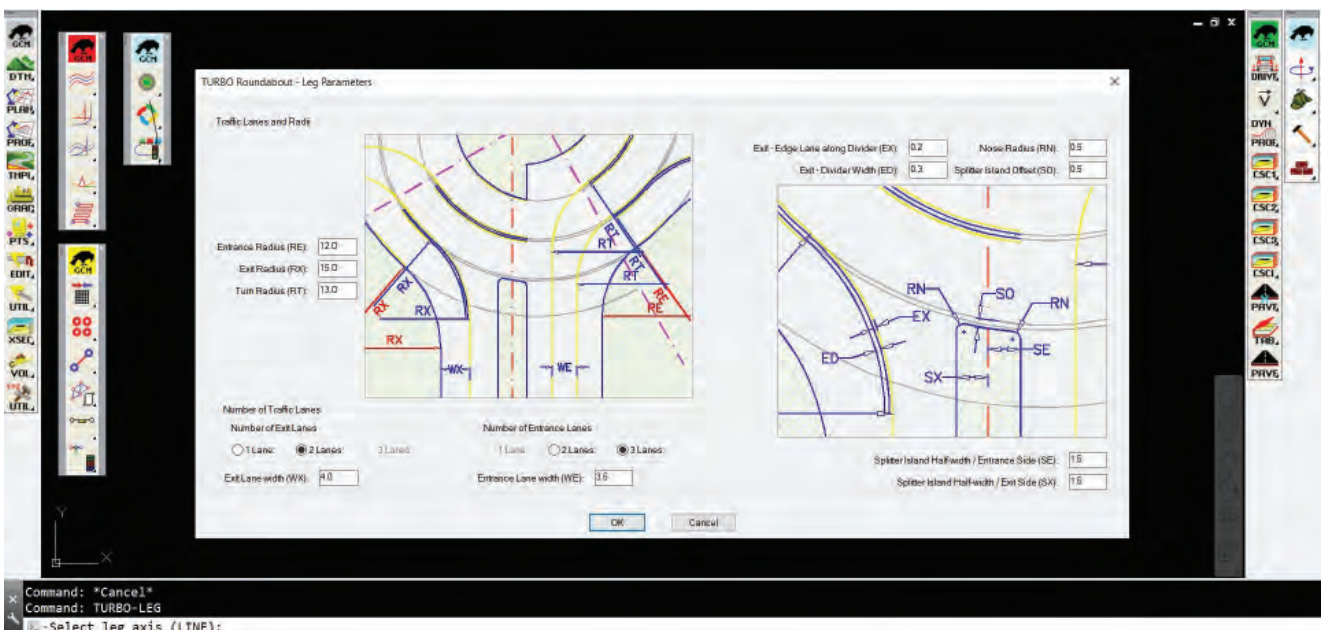 GCM
DTM
PLAN
PROF
TMPL
GRAD
PTS
EDIT
UTIL
XSEC
VOL
UTIL
GCM
GCM
GCM
TURBO Roundabout - Leg Parameters
Traffic Lanes and Radii
Entrance Radius (RE): 12.0
Exit Radius (RX): 15.0
Turn Radius (RT): 13.0
RT
RT
RT
RT
RX
RX
RX
RX
RE
RE
WX
WE
Exit - Edge Lane along Divider (EX): 0.2 Nose Radius (RN): 0.5
Exit - Divider Width (ED): 0.3 Splitter Island Offset (SO): 0.5
RN
SO
RN
EX
ED
SE
SX
Number of Traffic Lanes
Number of Exit Lanes Number of Entrance Lanes
1 Lane: 2 Lanes: 3 Lanes: 1 Lane 2 Lanes: 3 Lanes:
Exit Lane width (WX): 4.0 Entrance Lane width (WE): 3.5
Splitter Island Half-width / Entrance Side (SE): 1.5
Splitter Island Half-width / Exit Side (SX): 1.5
OK Cancel
GCM
DRIVE
V
DYN
PROF
CSC1
CSC2
CSC3
CSCL
PAVE
TAB
PAVE
Y
X
Command: *Cancel*
Command: TURBO-LEG
-Select leg axis (LINE):